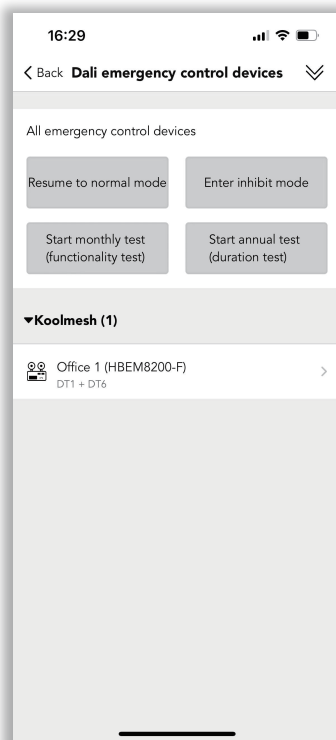 16:29
Back Dali emergency control devices
All emergency control devices
Resume to normal mode Enter inhibit mode
Start monthly test Start annual test
(functionality test) (duration test)
Koolmesh (1)
Office 1 (HBEM8200-F)
DT1 + DT6